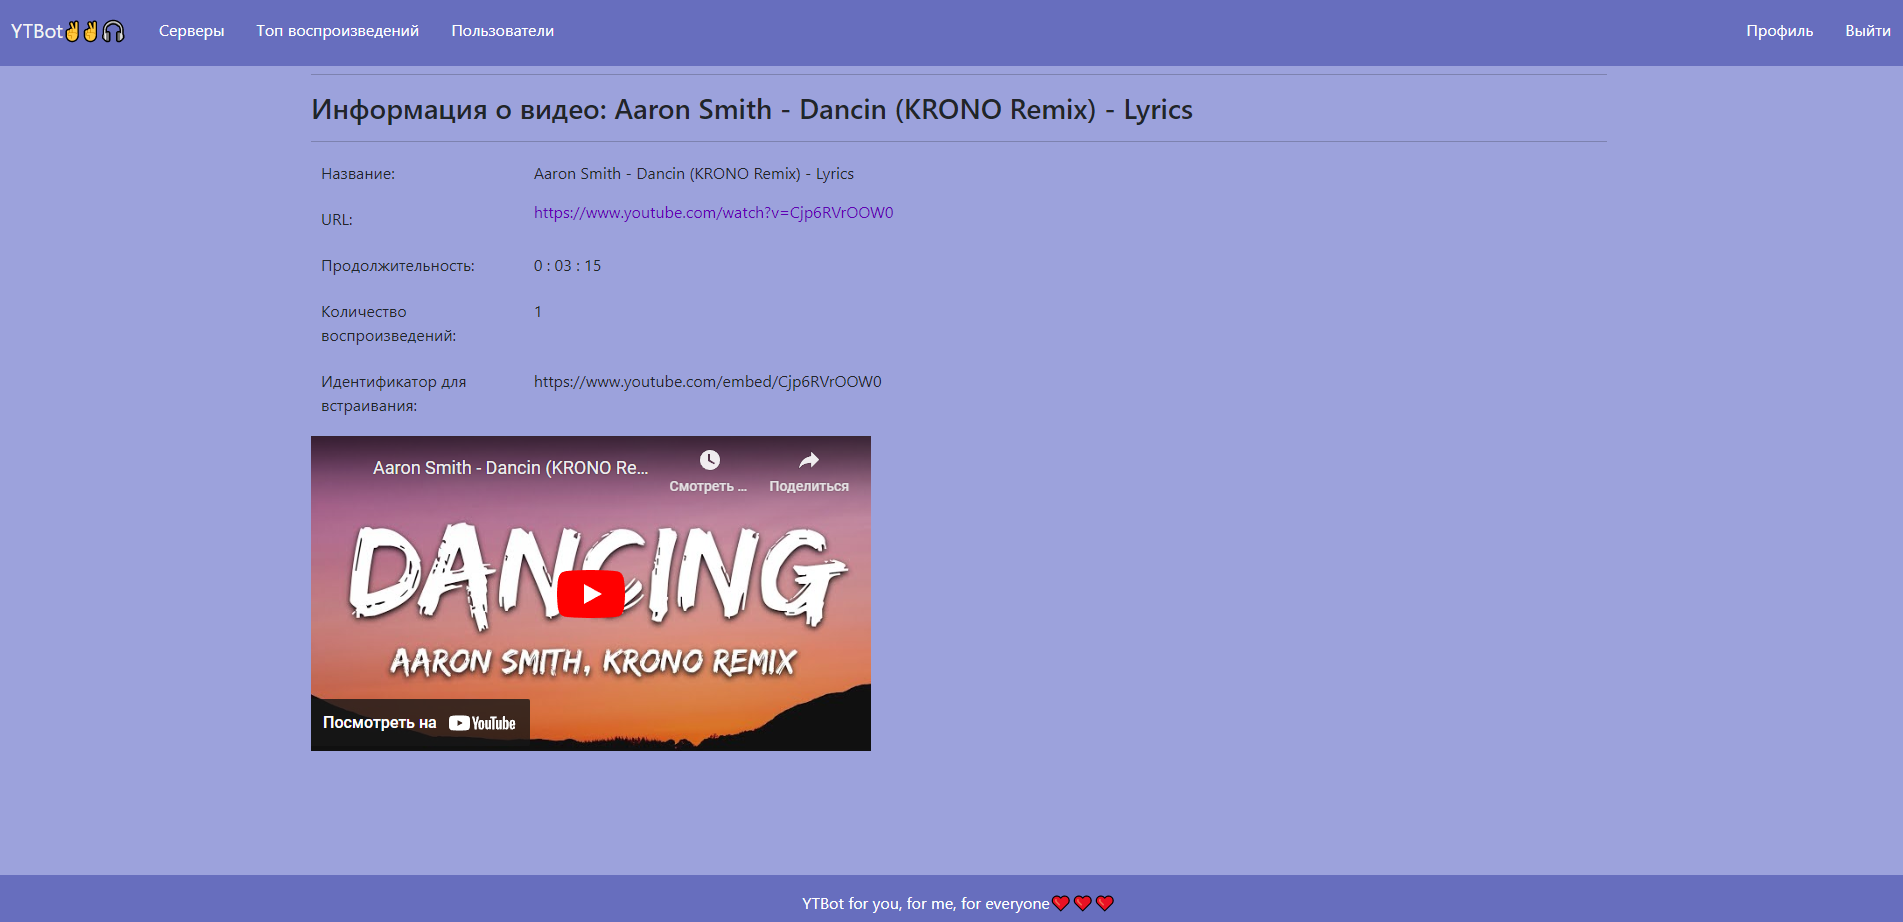 YTBot✌✌🎧 Серверы Топ воспроизведений Пользователи Профиль Выйти
Информация о видео: Aaron Smith - Dancin (KRONO Remix) - Lyrics
Название: Aaron Smith - Dancin (KRONO Remix) - Lyrics
URL: https://www.youtube.com/watch?v=Cjp6RVrOOW0
Продолжительность: 0 : 03 : 15
Количество воспроизведений: 1
Идентификатор для встраивания: https://www.youtube.com/embed/Cjp6RVrOOW0
Aaron Smith - Dancin (KRONO Re...
Смотреть ... Поделиться
DANCING
AARON SMITH, KRONO REMIX
Посмотреть на YouTube
YTBot for you, for me, for everyone❤❤❤